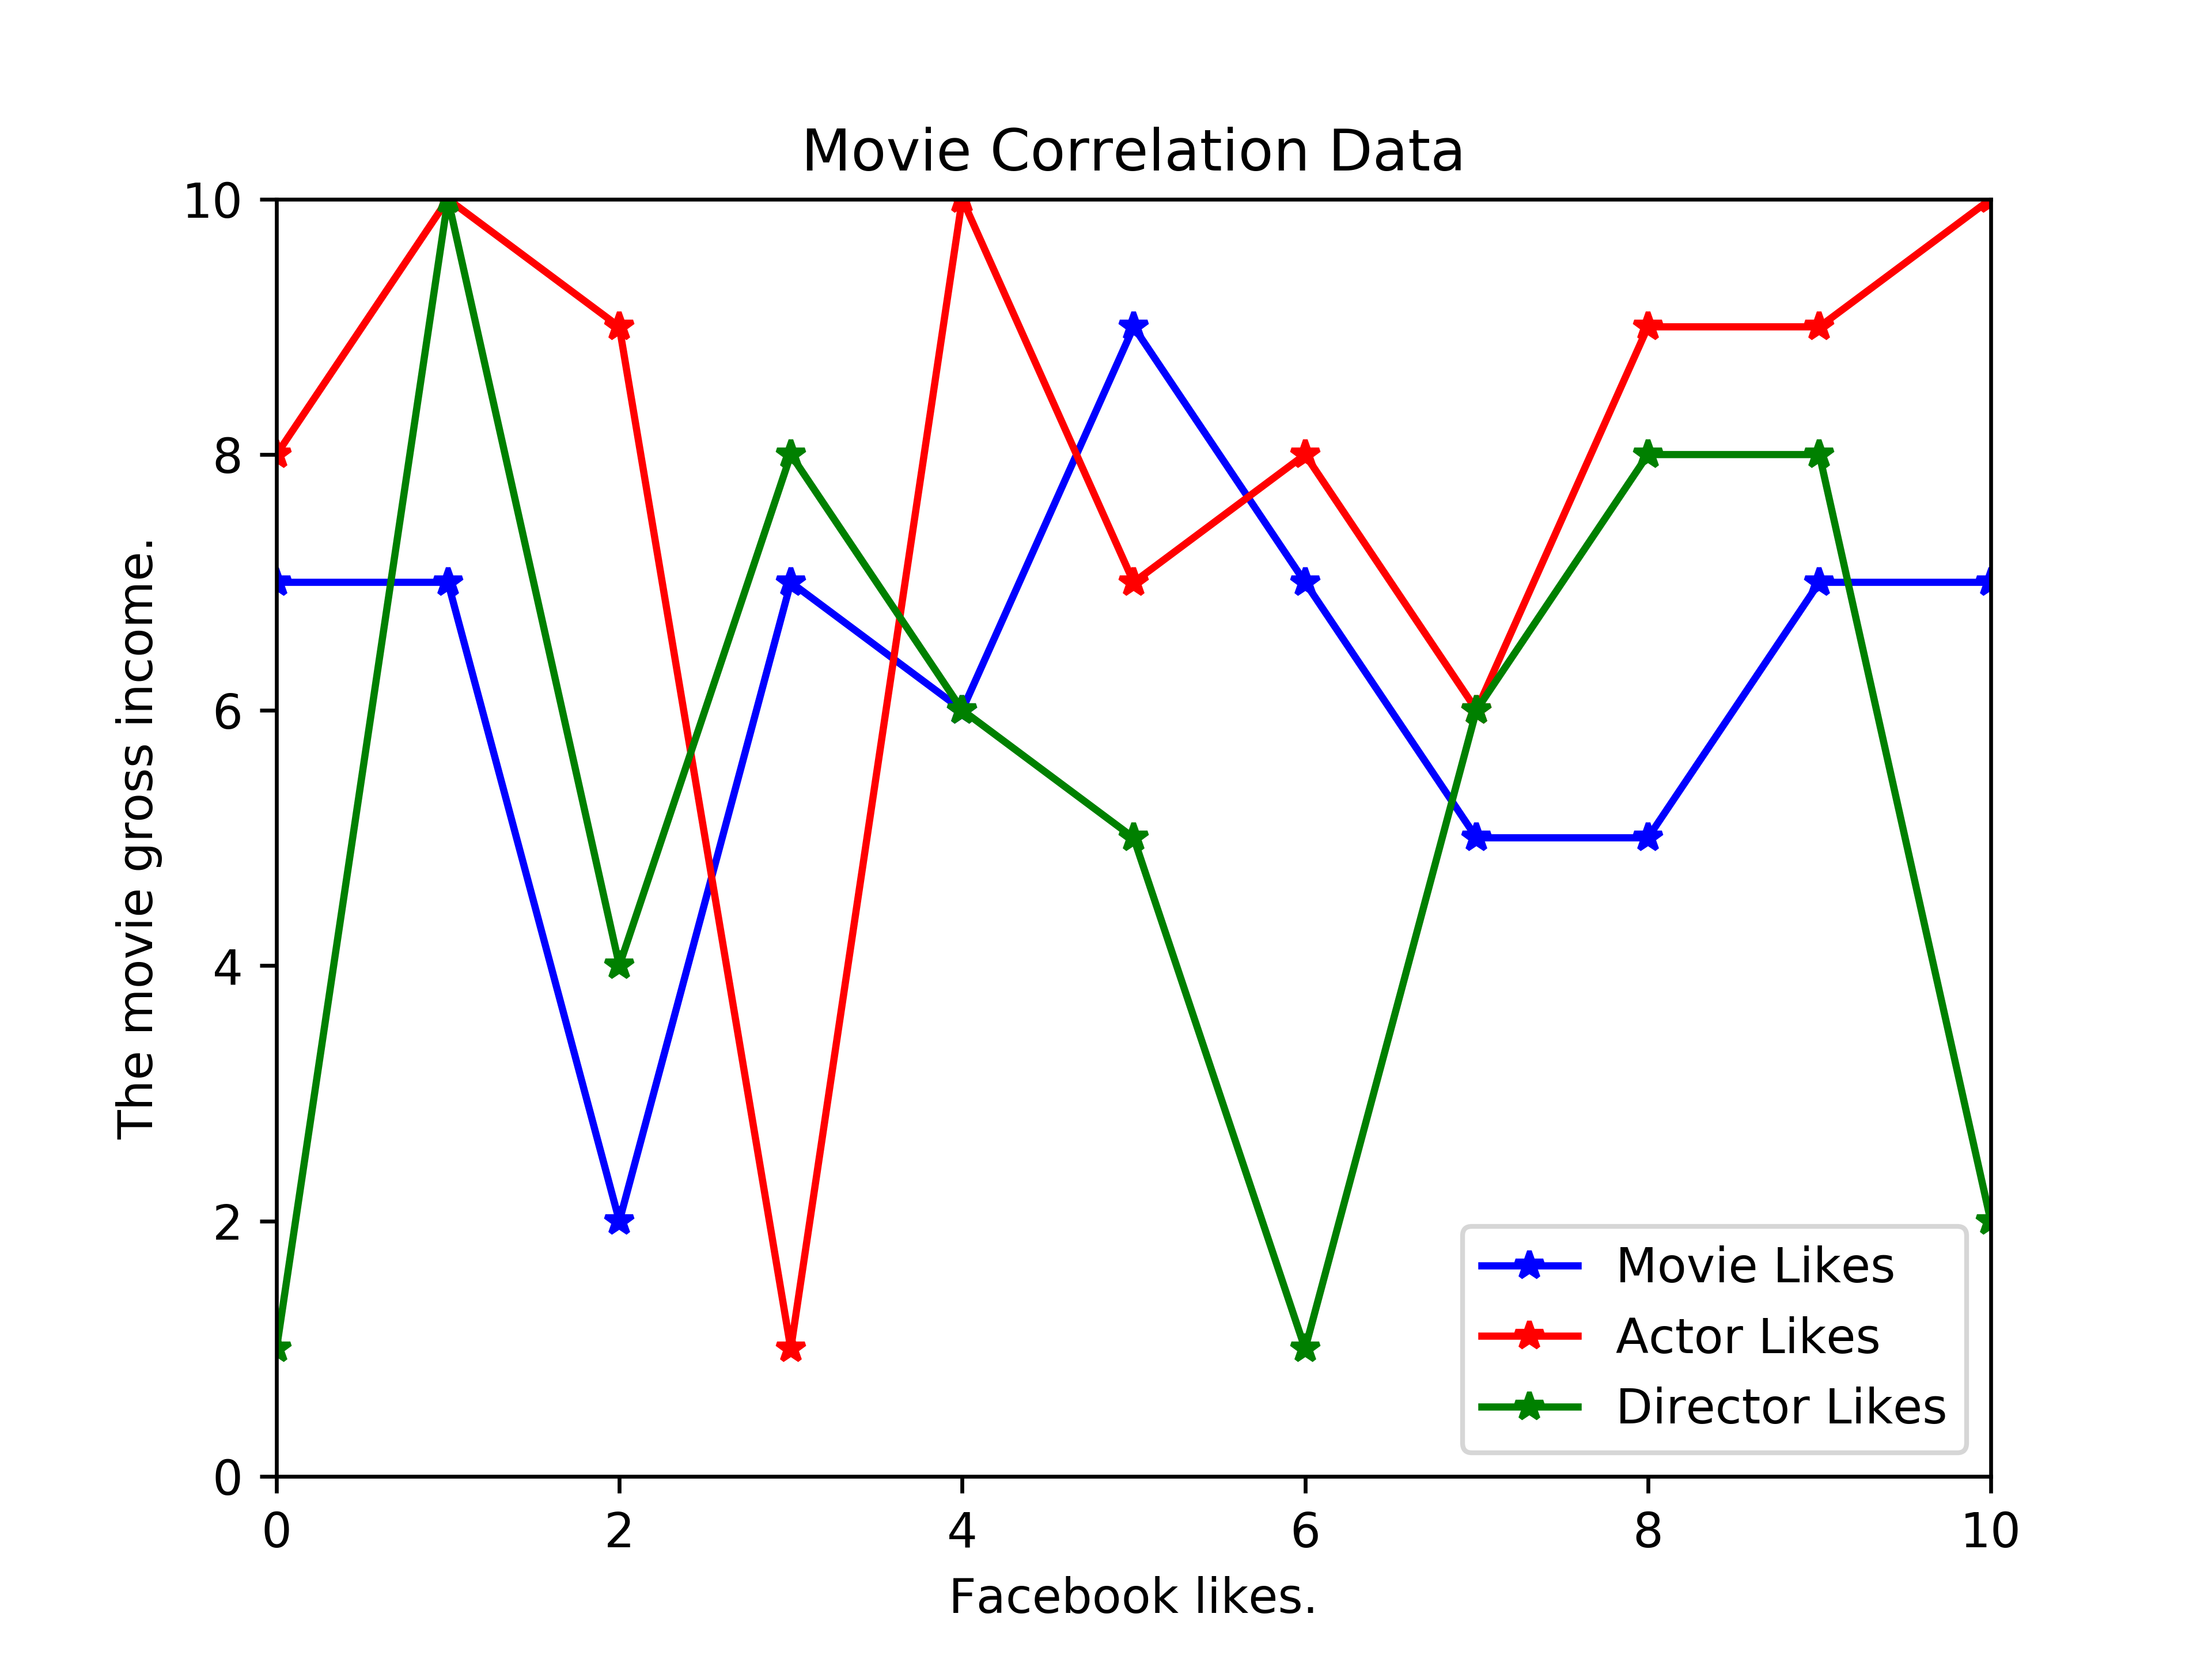 Movie Correlation Data
The movie gross income.
10
8
6
4
2
0
0 2 4 6 8 10
Facebook likes.
Movie Likes
Actor Likes
Director Likes